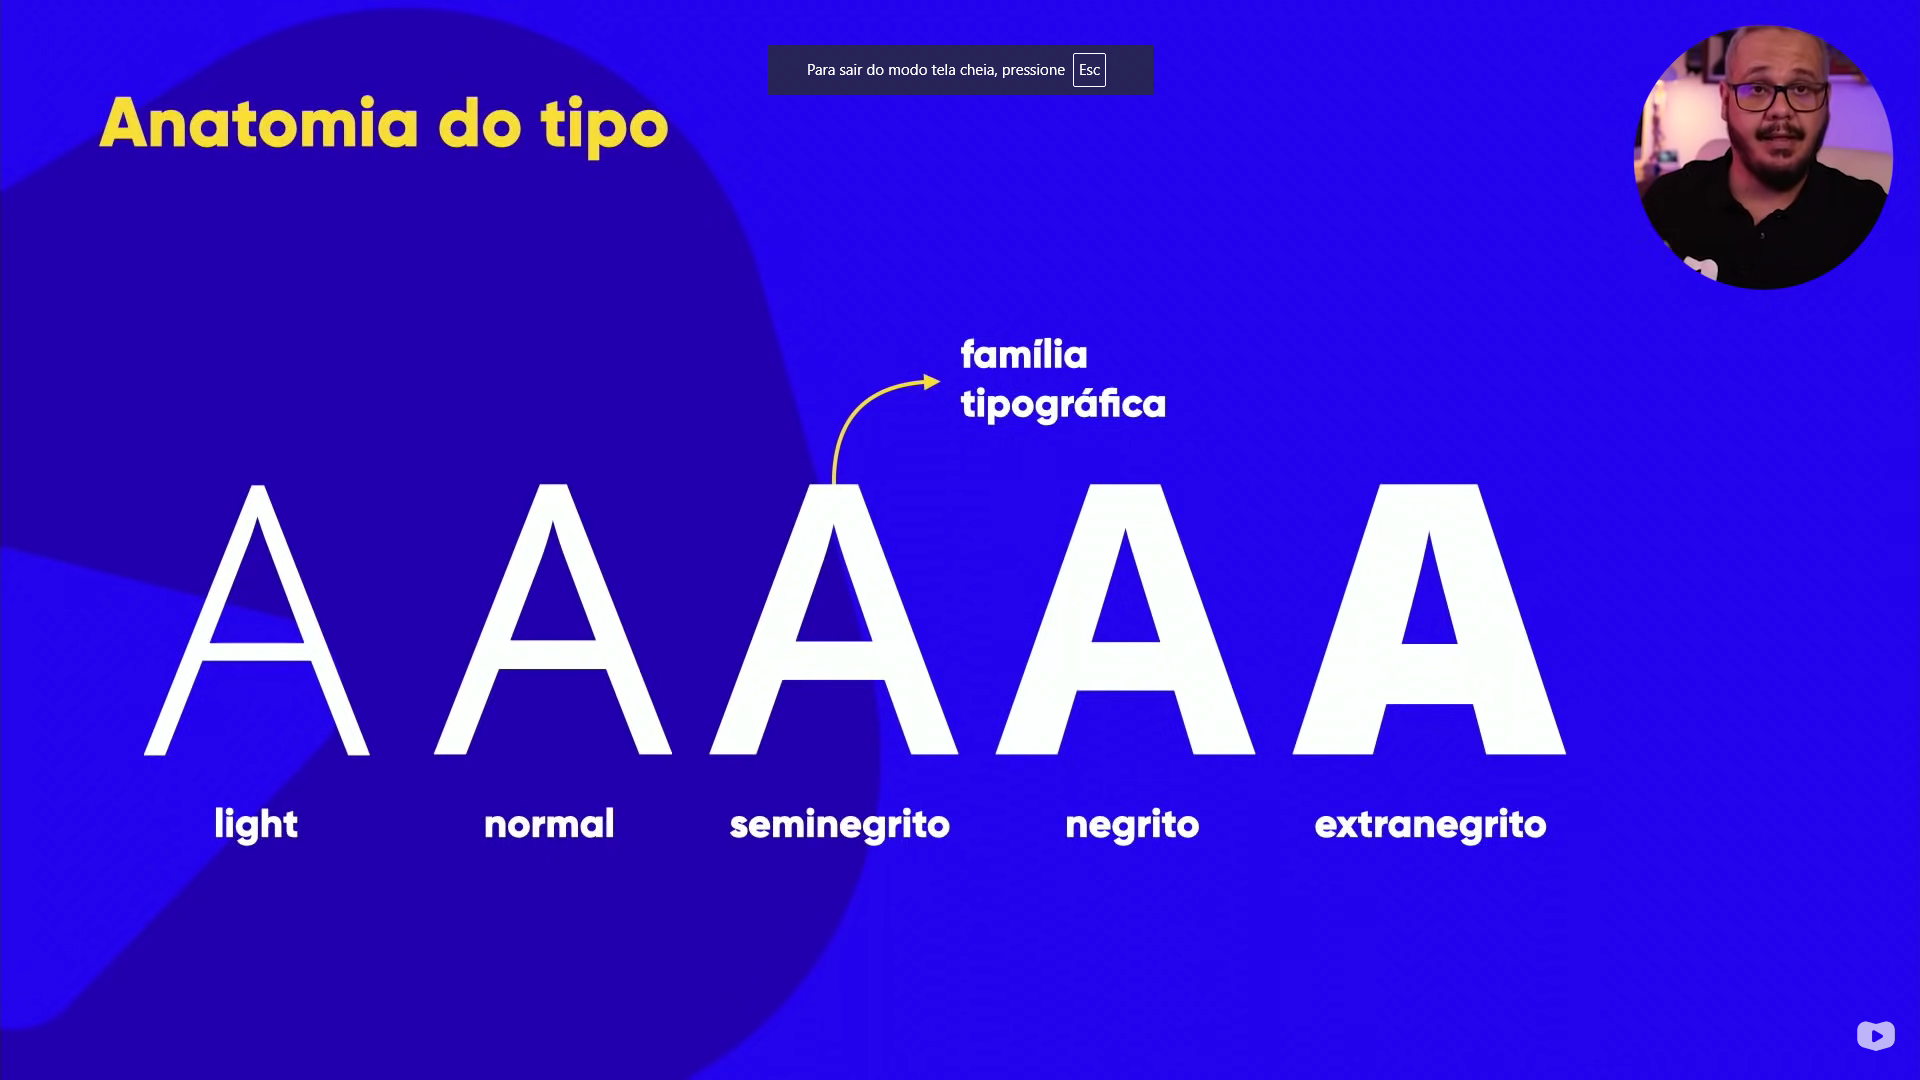 Para sair do modo tela cheia, pressione Esc
Anatomia do tipo
família
tipográfica
A A A A A
light normal seminegrito negrito extranegrito